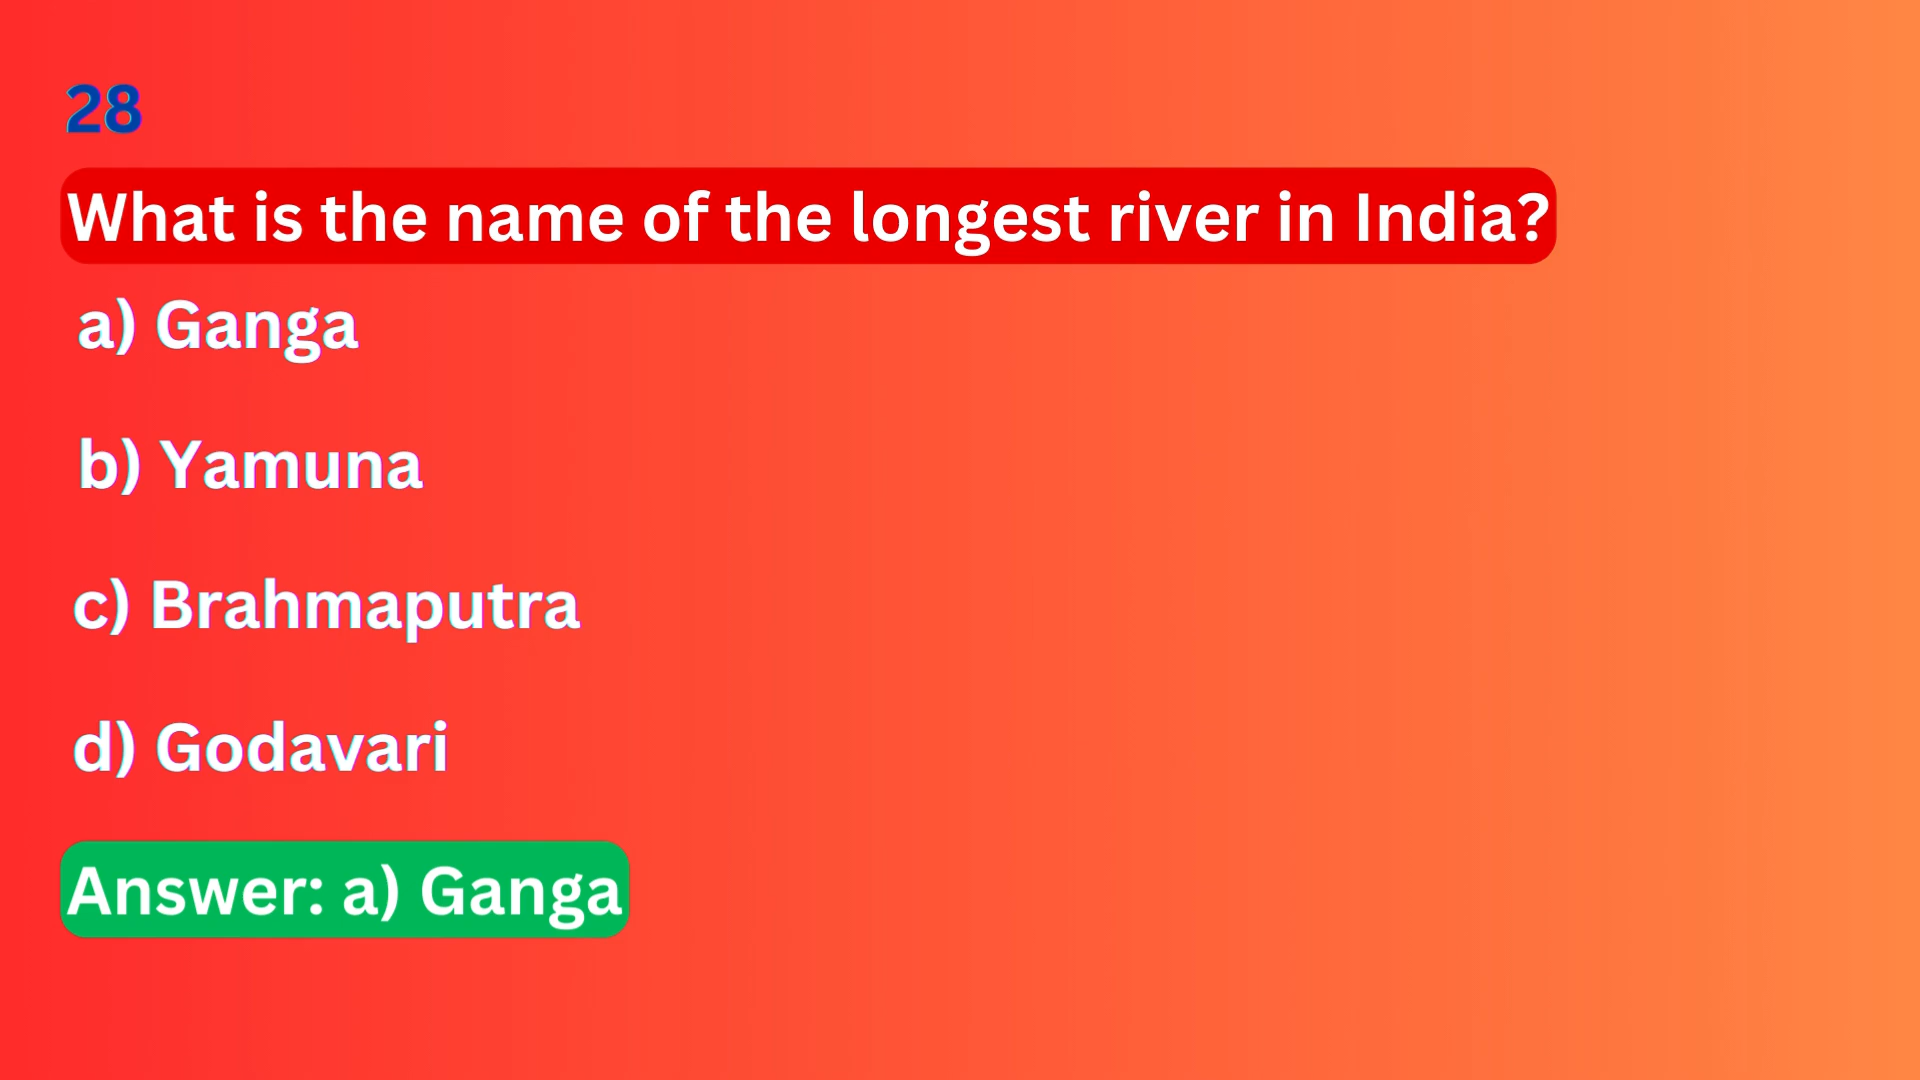 28
What is the name of the longest river in India?
a) Ganga
b) Yamuna
c) Brahmaputra
d) Godavari
Answer: a) Ganga